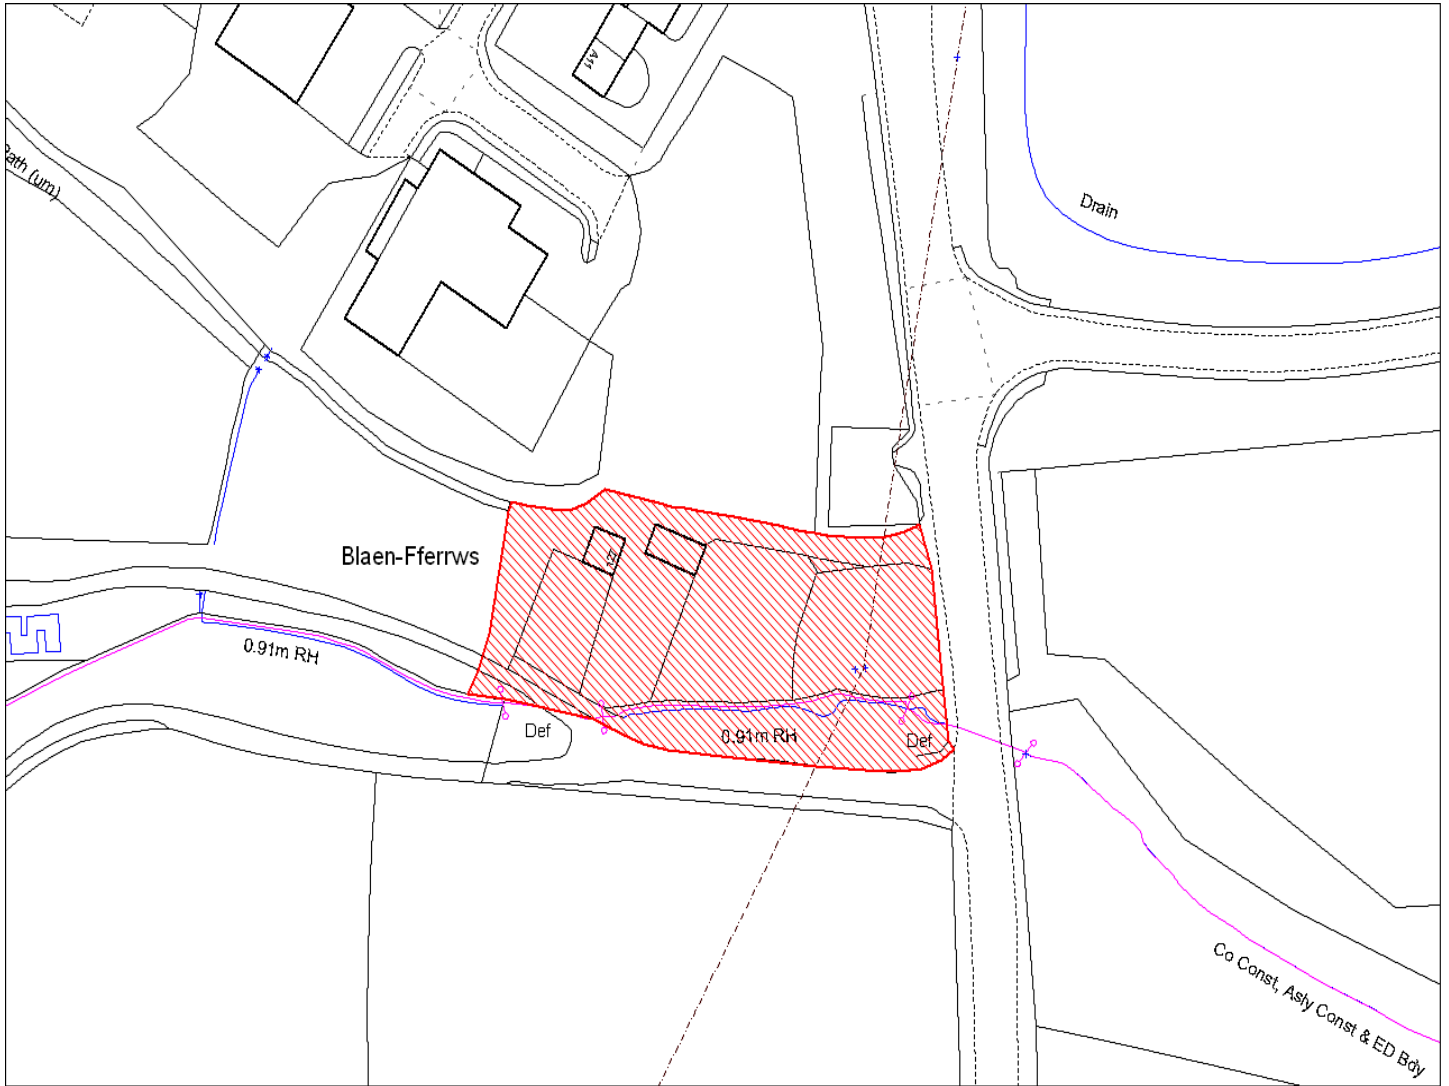 A11
Path (um)
Drain
Blaen-Fferrws
0.91m RH
Def
0.91m RH
Def
Co Const, Asly Const & ED Bdy